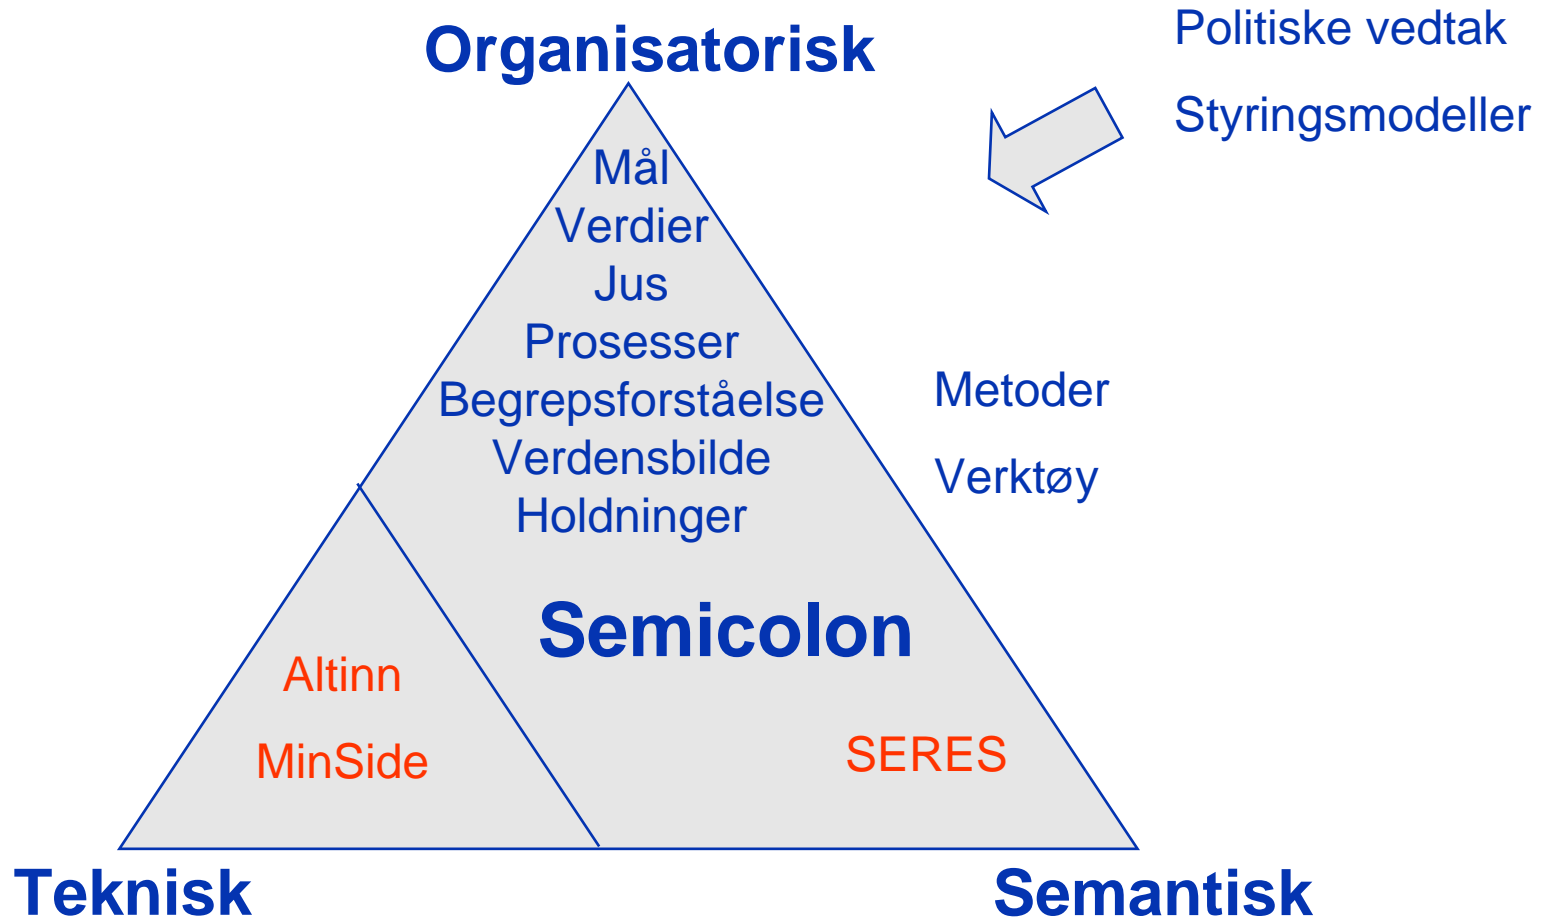 Organisatorisk
Politiske vedtak
Styringsmodeller
Mål
Verdier
Jus
Prosesser
Begrepsforståelse
Verdensbilde
Holdninger
Metoder
Verktøy
Semicolon
Altinn
MinSide
SERES
Teknisk
Semantisk